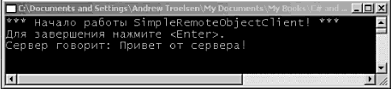 C:\Documents and Settings\Andrew Troelsen\My Documents\My Books\C# and ...
*** Начало работы SimpleRemoteObjectClient! ***
Для завершения нажмите <Enter>.
Сервер говорит: Привет от сервера!